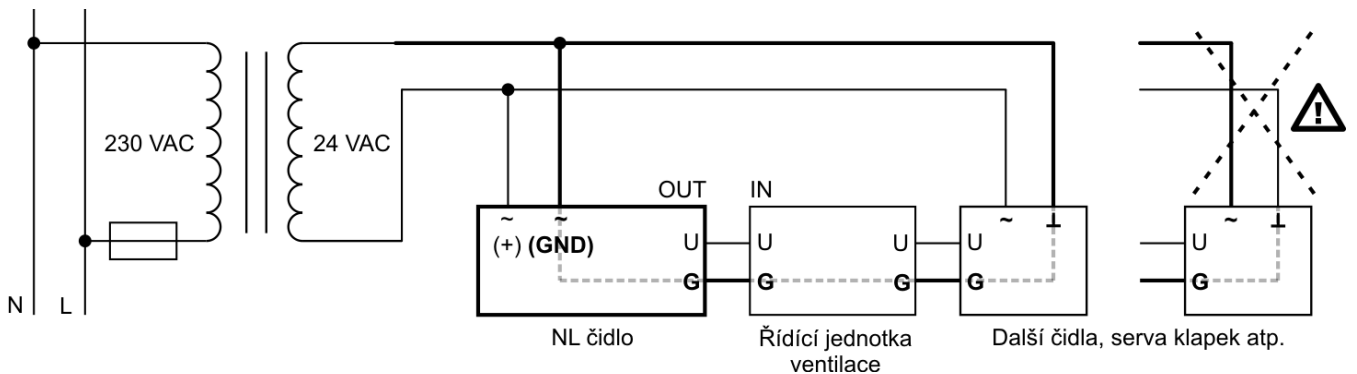 230 VAC
24 VAC
N
L
OUT
IN
~
~
(+) (GND)
U
G
U
G
U
G
~
⊥
U
G
~
⊥
U
G
!
NL čidlo
Řídící jednotka
ventilace
Další čidla, serva klapek atp.